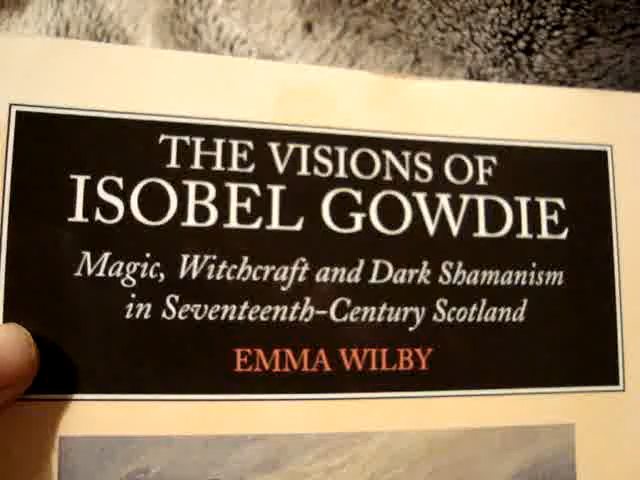 THE VISIONS OF
ISOBEL GOWDIE
Magic, Witchcraft and Dark Shamanism
in Seventeenth-Century Scotland
EMMA WILBY